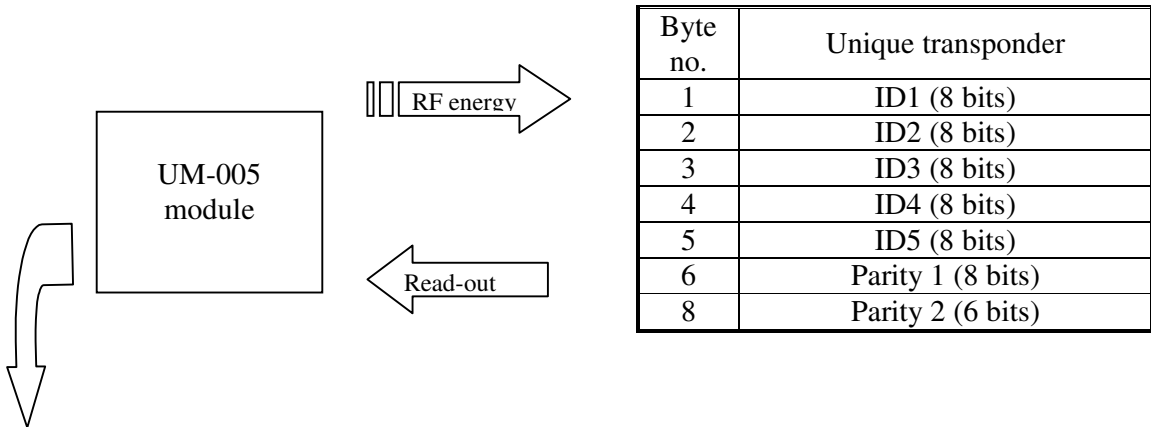 Byte no. Unique transponder
1 ID1 (8 bits)
2 ID2 (8 bits)
3 ID3 (8 bits)
4 ID4 (8 bits)
5 ID5 (8 bits)
6 Parity 1 (8 bits)
8 Parity 2 (6 bits)
RF energy
UM-005
module
Read-out